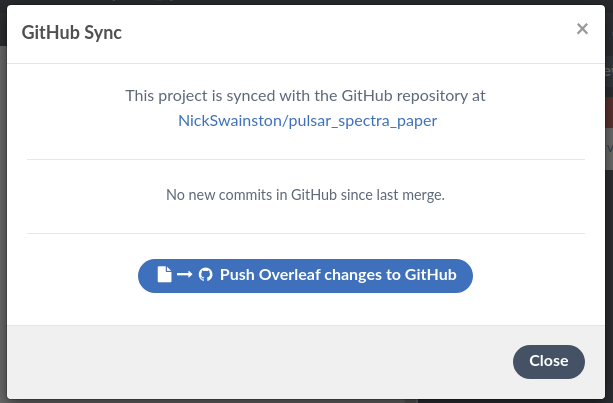 GitHub Sync
×
This project is synced with the GitHub repository at
NickSwainston/pulsar_spectra_paper
No new commits in GitHub since last merge.
Push Overleaf changes to GitHub
Close